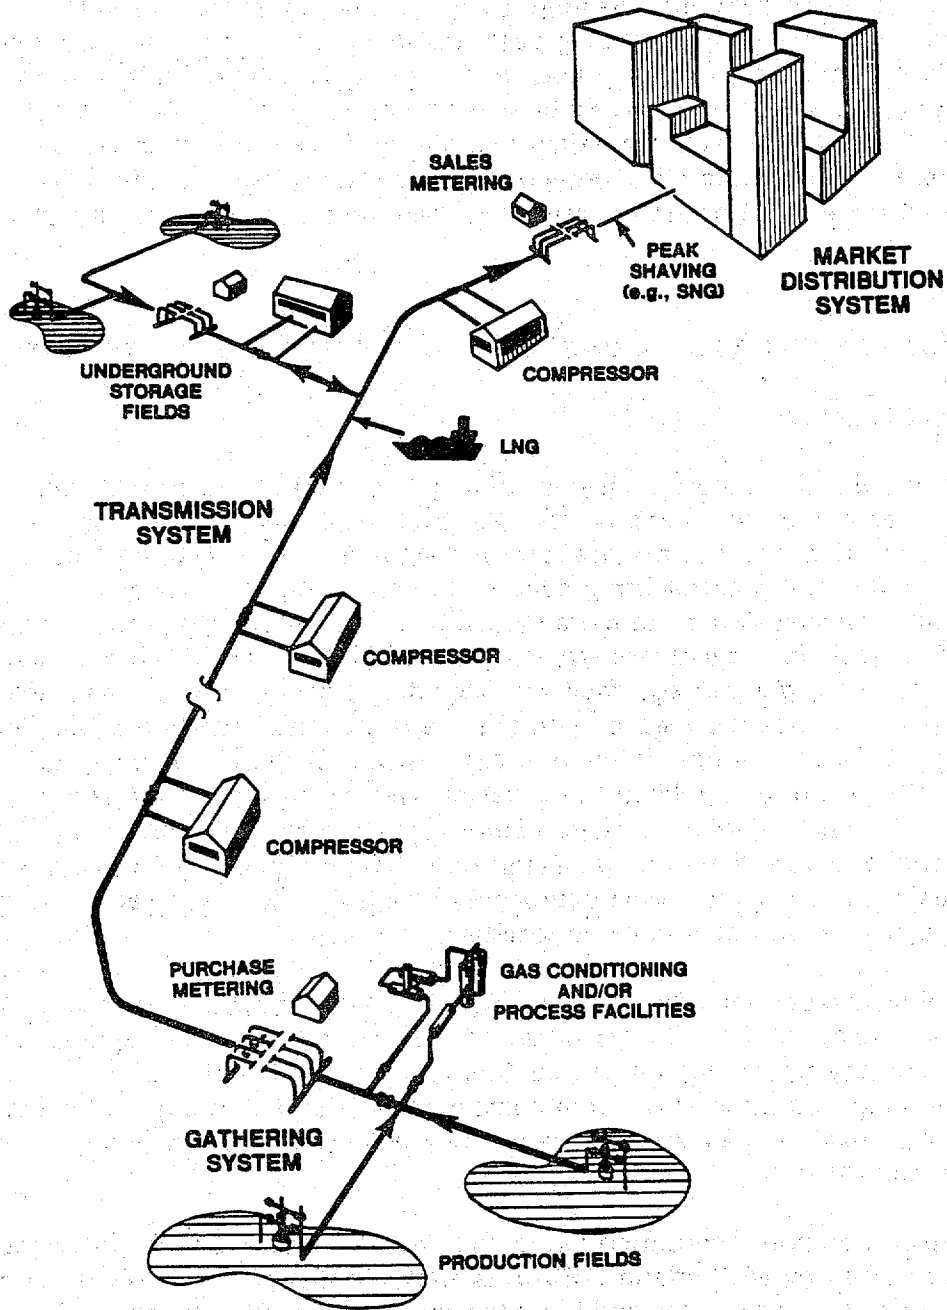 SALES
METERING
PEAK
SHAVING
(e.g., SNG)
MARKET
DISTRIBUTION
SYSTEM
UNDERGROUND
STORAGE
FIELDS
COMPRESSOR
LNG
TRANSMISSION
SYSTEM
COMPRESSOR
COMPRESSOR
PURCHASE
METERING
GAS CONDITIONING
AND/OR
PROCESS FACILITIES
GATHERING
SYSTEM
PRODUCTION FIELDS